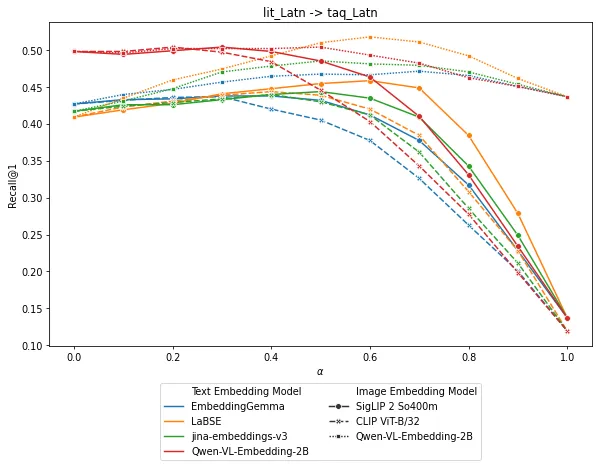 lit_Latn -> taq_Latn
Recall@1
0.50
0.45
0.40
0.35
0.30
0.25
0.20
0.15
0.10
0.0 0.2 0.4 0.6 0.8 1.0
α
Text Embedding Model
EmbeddingGemma
LaBSE
jina-embeddings-v3
Qwen-VL-Embedding-2B
Image Embedding Model
SigLIP 2 So400m
CLIP ViT-B/32
Qwen-VL-Embedding-2B